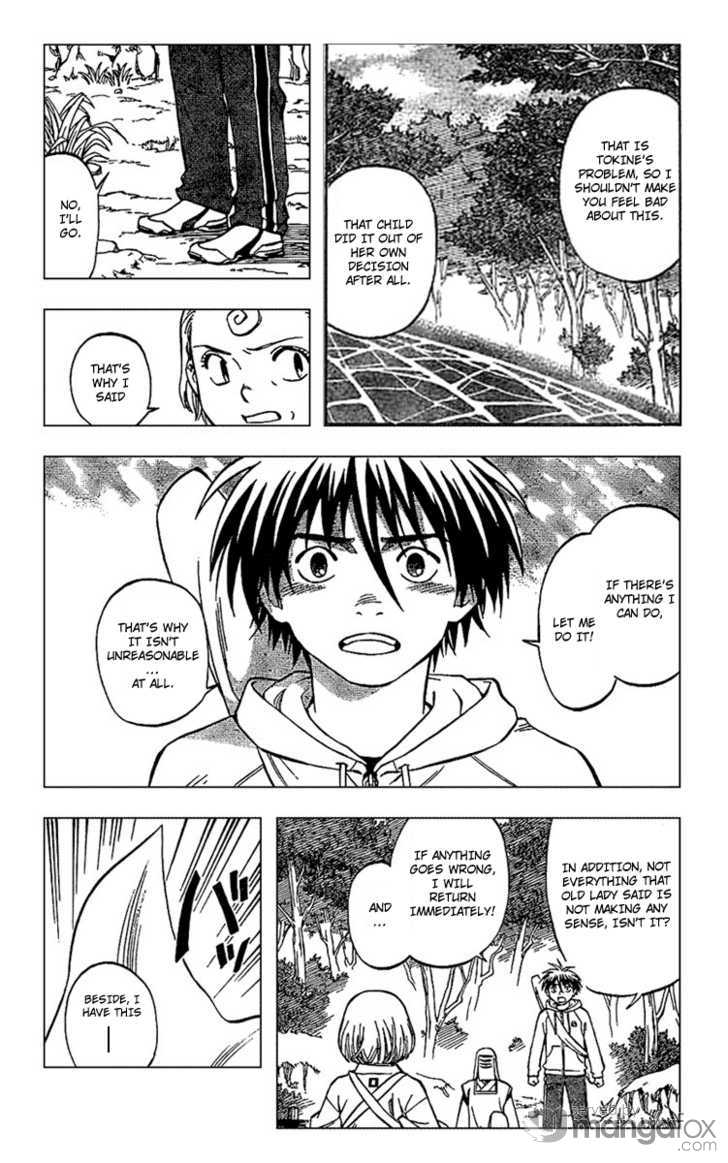 THAT IS
TOKINE'S
PROBLEM, SO I
SHOULDN'T MAKE
YOU FEEL BAD
ABOUT THIS.
THAT CHILD
DID IT OUT OF
HER OWN
DECISION
AFTER ALL.
NO,
I'LL
GO.
THAT'S
WHY I
SAID
IF THERE'S
ANYTHING I
CAN DO,
LET ME
DO IT!
THAT'S WHY
IT ISN'T
UNREASONABLE
...
AT ALL.
IN ADDITION, NOT
EVERYTHING THAT
OLD LADY SAID IS
NOT MAKING ANY
SENSE, ISN'T IT?
IF ANYTHING
GOES WRONG,
I WILL
RETURN
IMMEDIATELY!
AND
...
BESIDE, I
HAVE THIS
—
served by
mangafox
.com